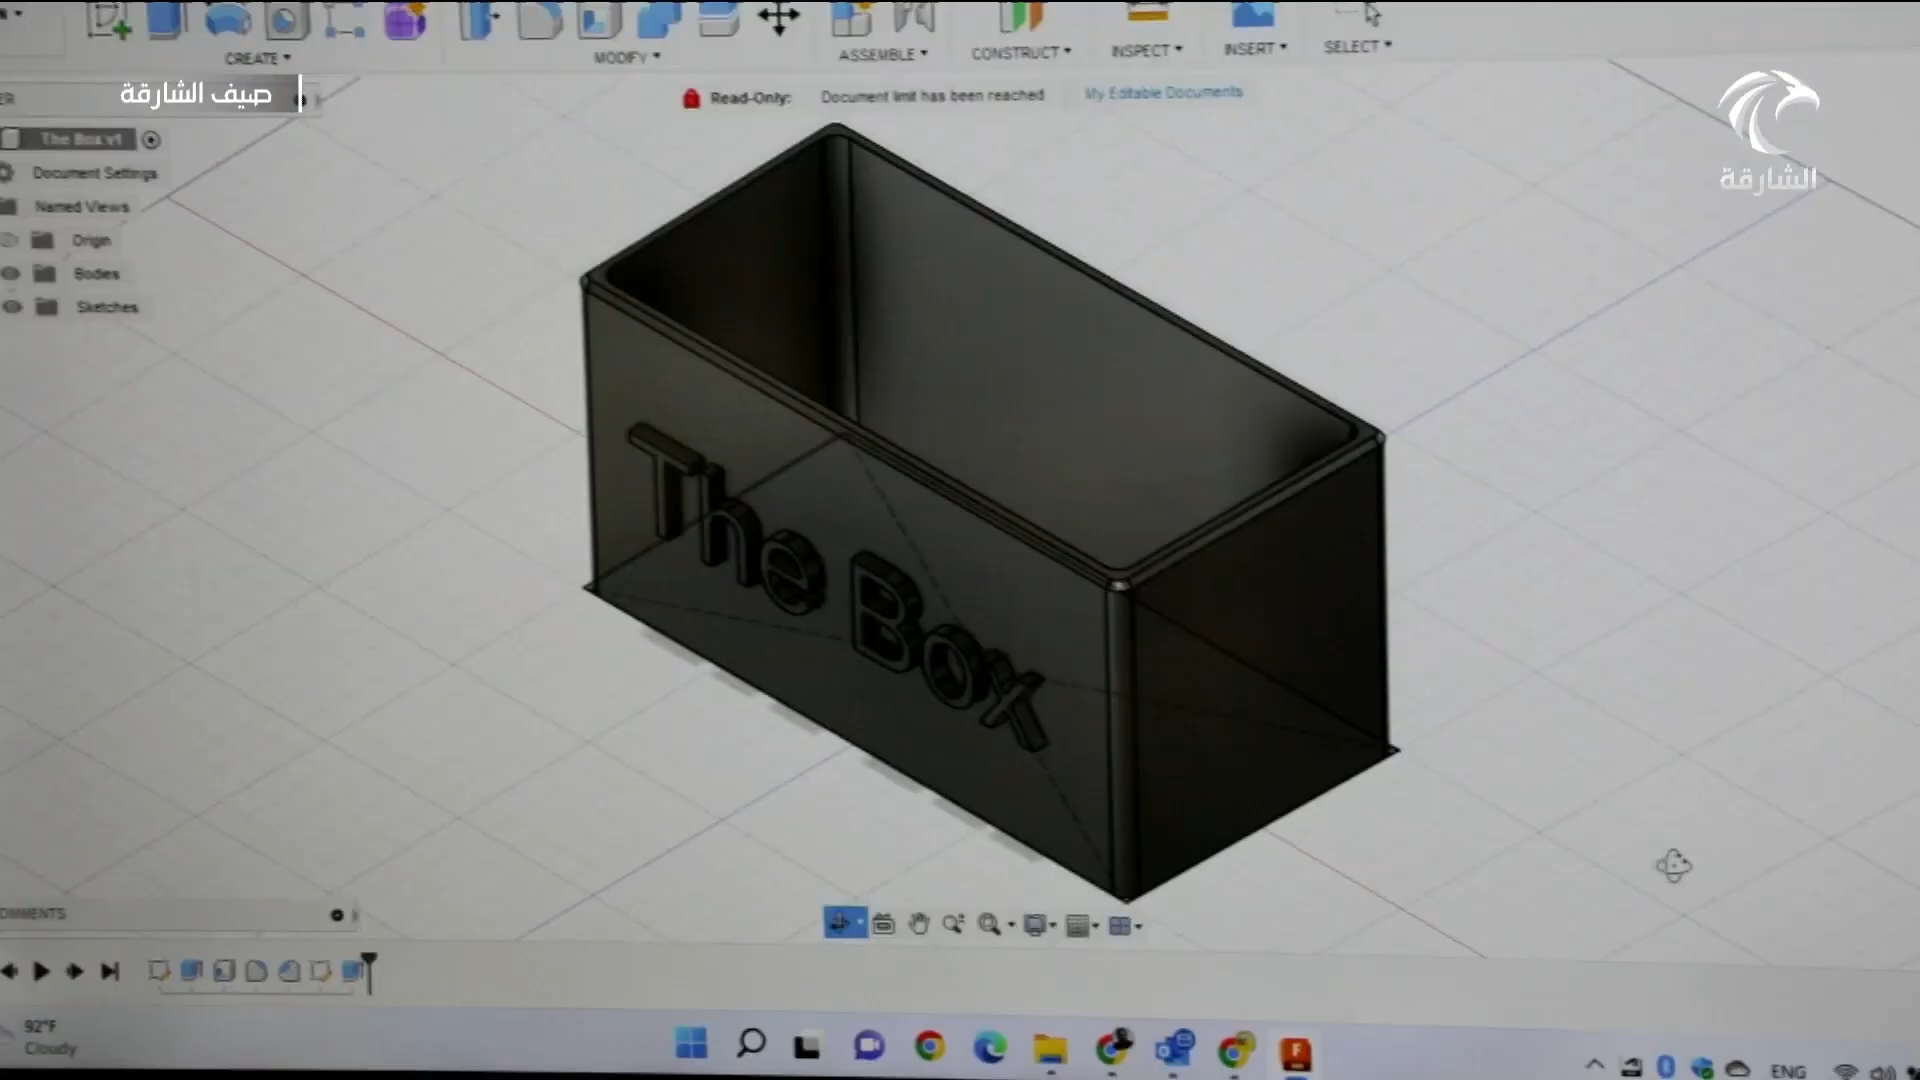 CREATE
MODIFY
ASSEMBLE
CONSTRUCT
INSPECT
INSERT
SELECT
صيف الشارقة
Read-Only: Document limit has been reached My Editable Documents
الشارقة
The Box v1
Document Settings
Named Views
Origin
Bodies
Sketches
The Box
92°F
Cloudy
ENG